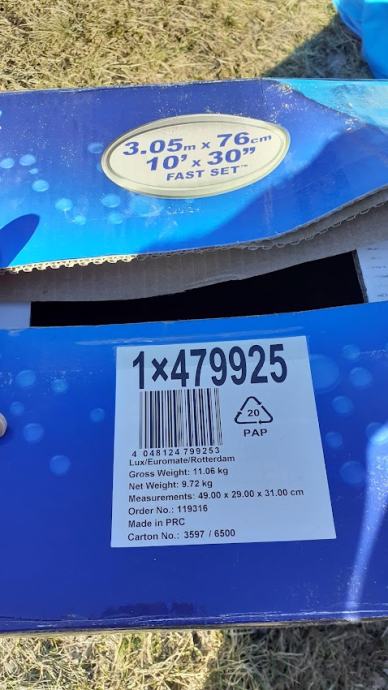 3.05m x 76cm
10' x 30"
FAST SET™
1×479925
4 048124 799253
20
PAP
Lux/Euromate/Rotterdam
Gross Weight: 11.06 kg
Net Weight: 9.72 kg
Measurements: 49.00 x 29.00 x 31.00 cm
Order No.: 119316
Made in PRC
Carton No.: 3597 / 6500